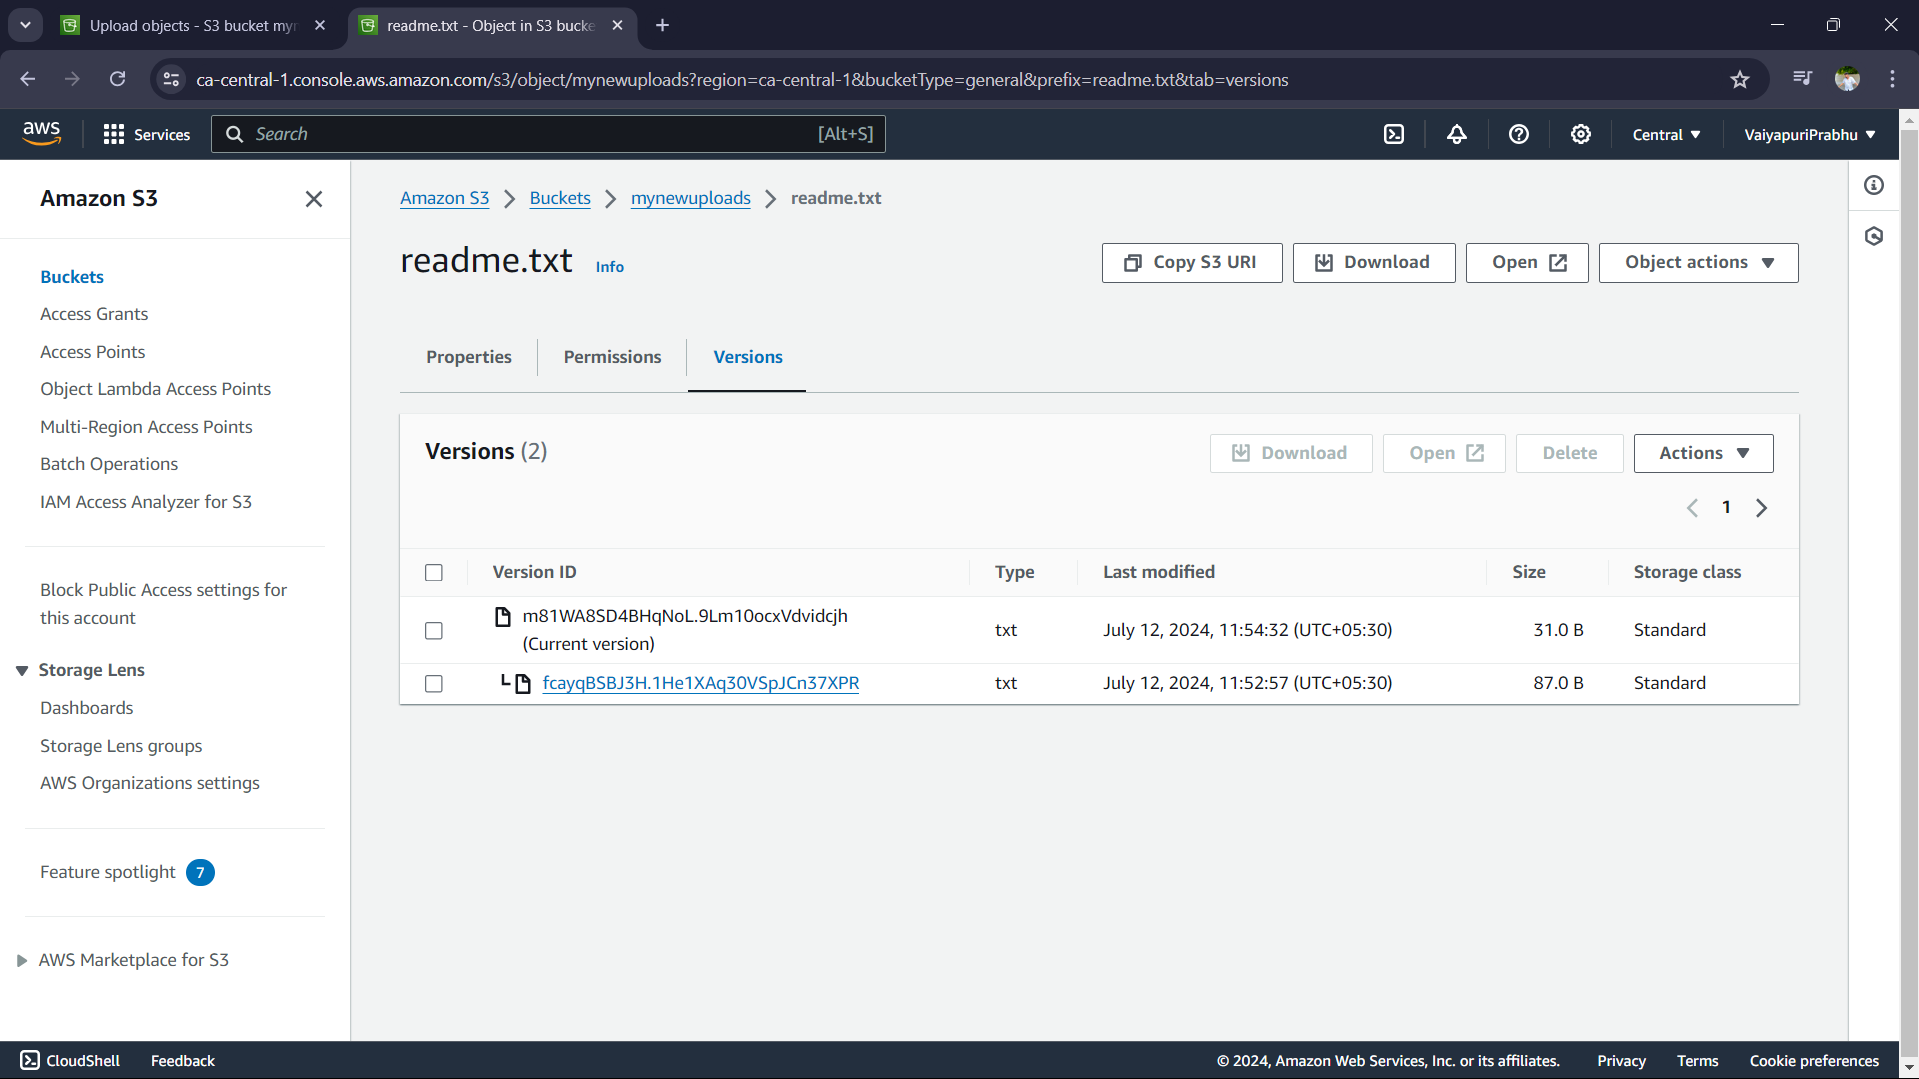 Upload objects - S3 bucket myn
readme.txt - Object in S3 bucke
ca-central-1.console.aws.amazon.com/s3/object/mynewuploads?region=ca-central-1&bucketType=general&prefix=readme.txt&tab=versions
aws
Services
Search
[Alt+S]
Central
VaiyapuriPrabhu
Amazon S3
Buckets
Access Grants
Access Points
Object Lambda Access Points
Multi-Region Access Points
Batch Operations
IAM Access Analyzer for S3
Block Public Access settings for
this account
Storage Lens
Dashboards
Storage Lens groups
AWS Organizations settings
Feature spotlight 7
AWS Marketplace for S3
Amazon S3 Buckets mynewuploads readme.txt
readme.txt Info
Copy S3 URI Download Open Object actions
Properties Permissions Versions
Versions (2)
Download Open Delete Actions
1
Version ID Type Last modified Size Storage class
m81WA8SD4BHqNoL.9Lm10ocxVdvidcjh
(Current version)
txt July 12, 2024, 11:54:32 (UTC+05:30) 31.0 B Standard
fcayqBSBJ3H.1He1XAq30VSpJCn37XPR txt July 12, 2024, 11:52:57 (UTC+05:30) 87.0 B Standard
CloudShell Feedback
© 2024, Amazon Web Services, Inc. or its affiliates. Privacy Terms Cookie preferences